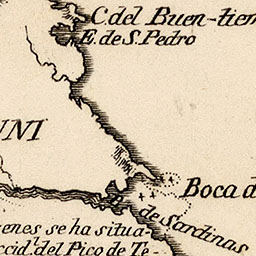 C. del Buen-tiem
E. de S. Pedro
UNI
Boca d
R. de Sardinas
enes se ha situa
ccid.l del Pico de Te-